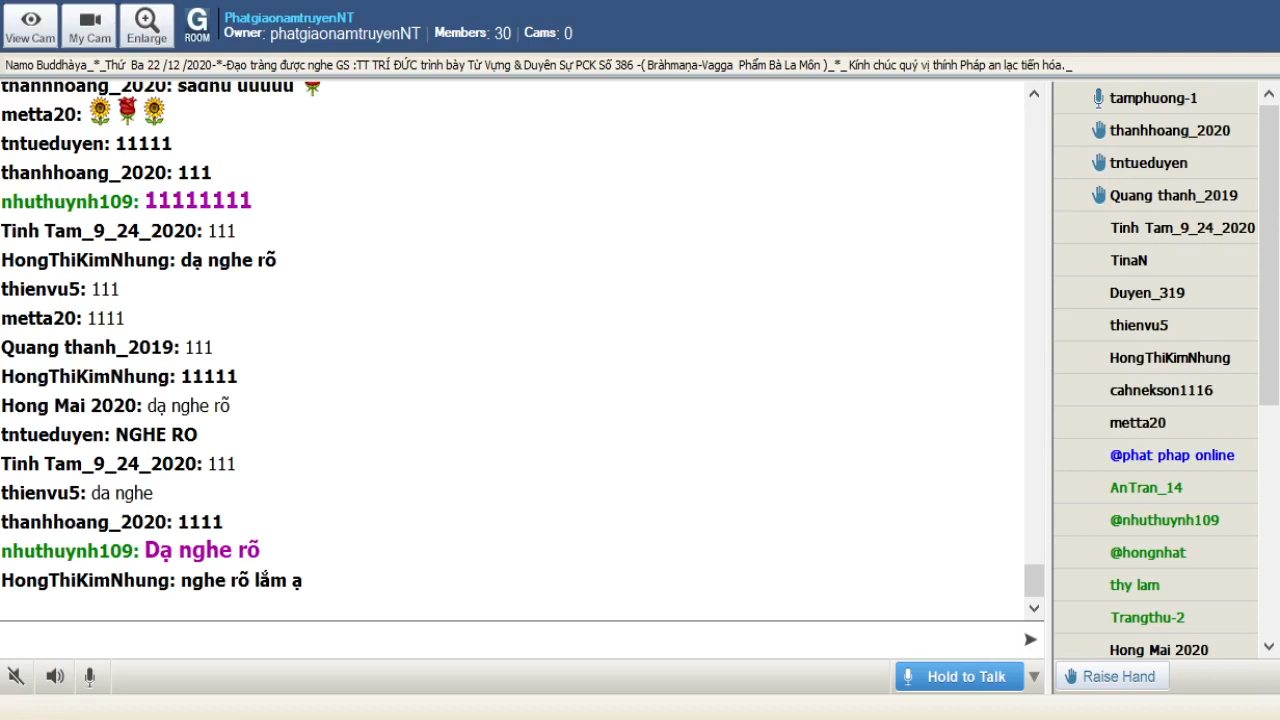 View Cam
My Cam
Enlarge
G
ROOM
PhatgiaonamtruyenNT
Owner: phatgiaonamtruyenNT | Members: 30 | Cams: 0
Namo Buddhàya_*_Thứ Ba 22 /12 /2020-*-Đạo tràng được nghe GS :TT TRÍ ĐỨC trình bày Từ Vựng & Duyên Sự PCK Số 386 -( Bràhmaṇa-Vagga Phẩm Bà La Môn )_*_ Kính chúc quý vị thính Pháp an lạc tiến hóa._
thanhhoang_2020: sadhu uuuuu
metta20:
tntueduyen: 11111
thanhhoang_2020: 111
nhuthuynh109: 11111111
Tinh Tam_9_24_2020: 111
HongThiKimNhung: dạ nghe rõ
thienvu5: 111
metta20: 1111
Quang thanh_2019: 111
HongThiKimNhung: 11111
Hong Mai 2020: dạ nghe rõ
tntueduyen: NGHE RO
Tinh Tam_9_24_2020: 111
thienvu5: da nghe
thanhhoang_2020: 1111
nhuthuynh109: Dạ nghe rõ
HongThiKimNhung: nghe rõ lắm ạ
Hold to Talk
tamphuong-1
thanhhoang_2020
tntueduyen
Quang thanh_2019
Tinh Tam_9_24_2020
TinaN
Duyen_319
thienvu5
HongThiKimNhung
cahnekson1116
metta20
@phat phap online
AnTran_14
@nhuthuynh109
@hongnhat
thy lam
Trangthu-2
Hong Mai 2020
Raise Hand